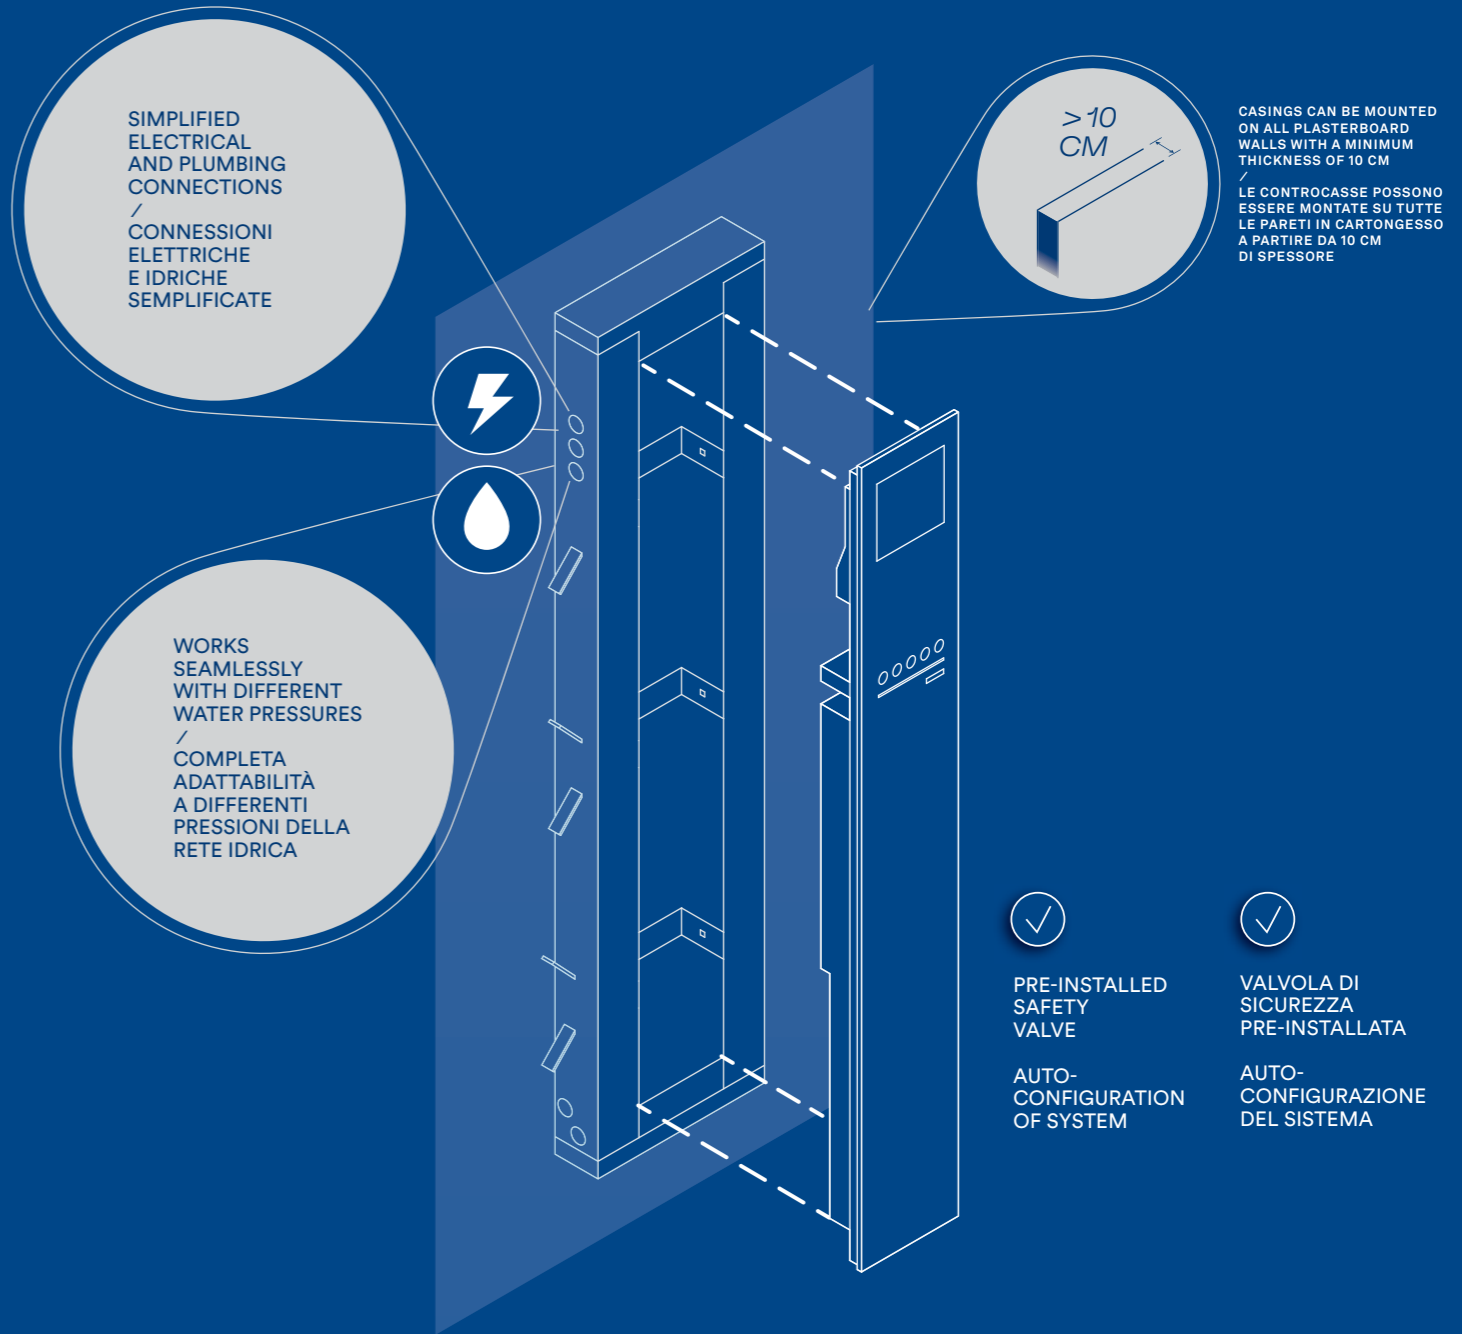 SIMPLIFIED
ELECTRICAL
AND PLUMBING
CONNECTIONS
/
CONNESSIONI
ELETTRICHE
E IDRICHE
SEMPLIFICATE
> 10
CM
CASINGS CAN BE MOUNTED
ON ALL PLASTERBOARD
WALLS WITH A MINIMUM
THICKNESS OF 10 CM
/
LE CONTROCASSE POSSONO
ESSERE MONTATE SU TUTTE
LE PARETI IN CARTONGESSO
A PARTIRE DA 10 CM
DI SPESSORE
WORKS
SEAMLESSLY
WITH DIFFERENT
WATER PRESSURES
/
COMPLETA
ADATTABILITÀ
A DIFFERENTI
PRESSIONI DELLA
RETE IDRICA
PRE-INSTALLED
SAFETY
VALVE
AUTO-
CONFIGURATION
OF SYSTEM
VALVOLA DI
SICUREZZA
PRE-INSTALLATA
AUTO-
CONFIGURAZIONE
DEL SISTEMA